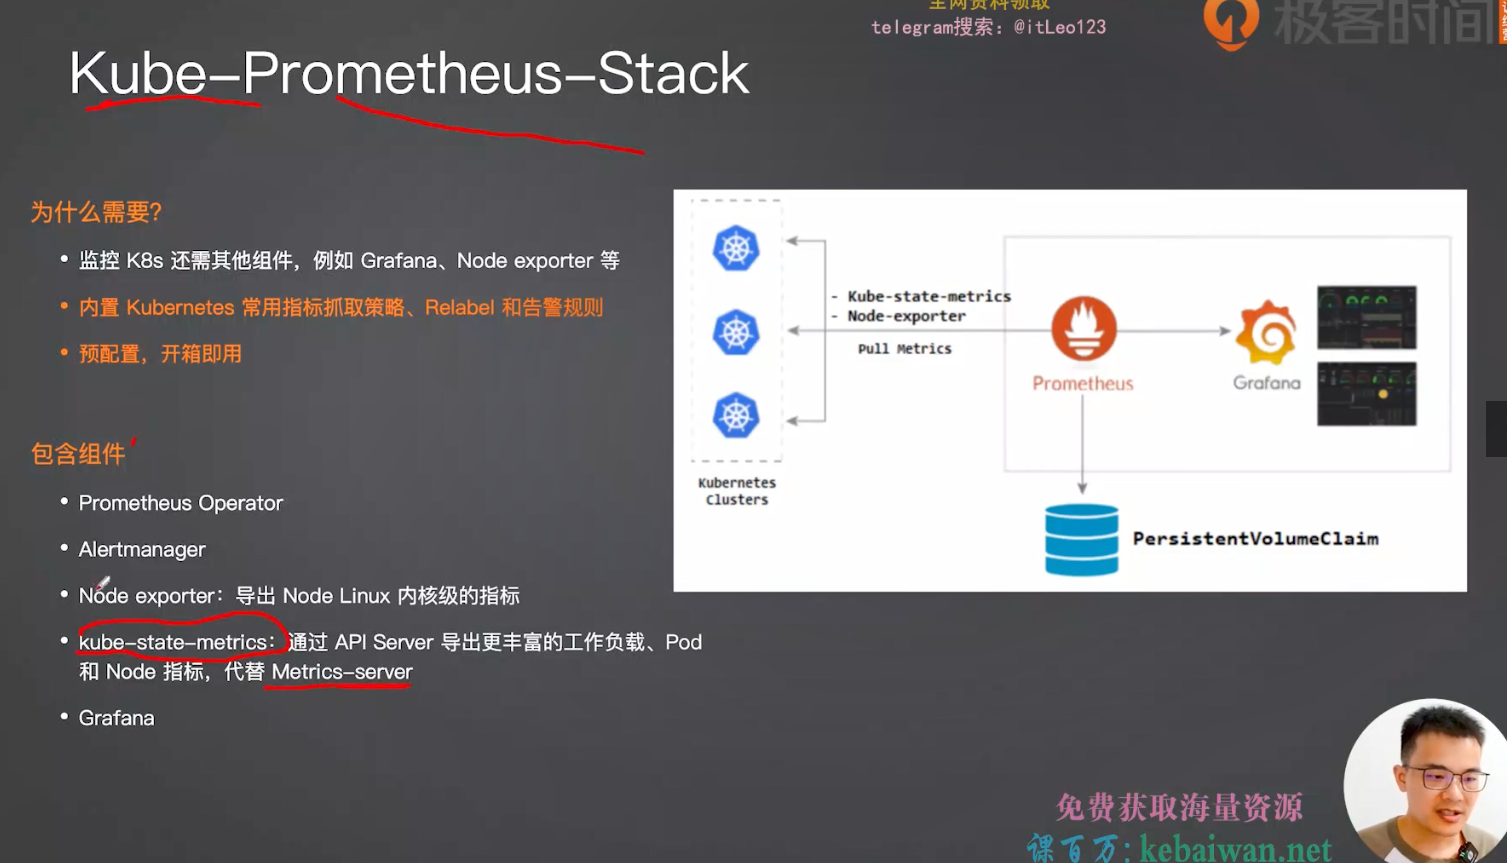 全网资料领取
telegram搜索：@itLeo123
极客时间
Kube-Prometheus-Stack
为什么需要?
• 监控 K8s 还需其他组件，例如 Grafana、Node exporter 等
• 内置 Kubernetes 常用指标抓取策略、Relabel 和告警规则
• 预配置，开箱即用
包含组件
• Prometheus Operator
• Alertmanager
• Node exporter：导出 Node Linux 内核级的指标
• kube-state-metrics：通过 API Server 导出更丰富的工作负载、Pod
和 Node 指标，代替 Metrics-server
• Grafana
- Kube-state-metrics
- Node-exporter
Pull Metrics
Prometheus
Grafana
Kubernetes
Clusters
PersistentVolumeClaim
免费获取海量资源
课百万：kebaiwan.net